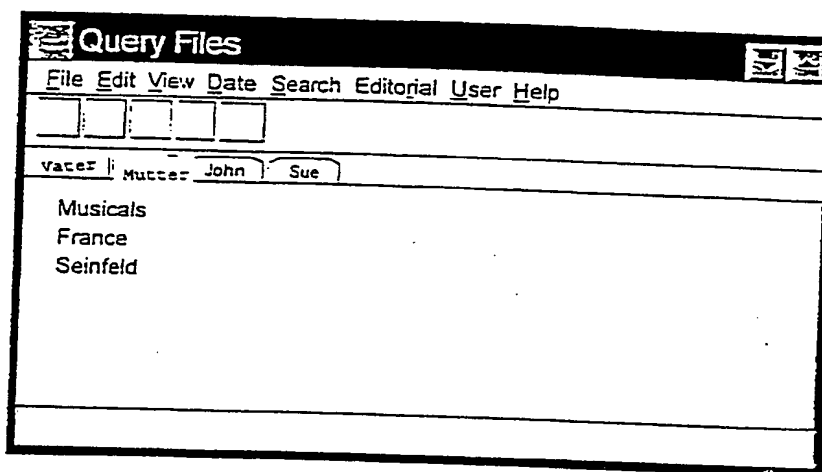 Query Files
File Edit View Date Search Editorial User Help
Vater Mutter John Sue
Musicals
France
Seinfeld